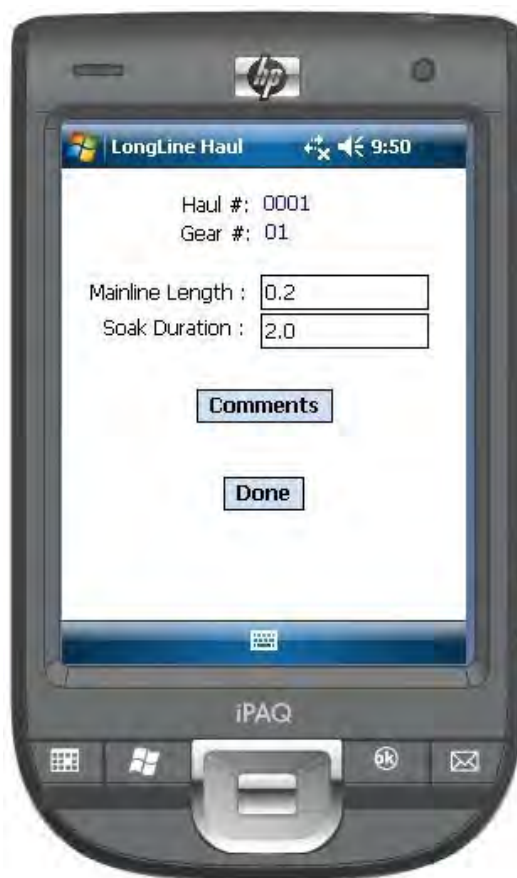 hp
LongLine Haul 9:50
Haul #: 0001
Gear #: 01
Mainline Length : 0.2
Soak Duration : 2.0
Comments
Done
iPAQ
ok